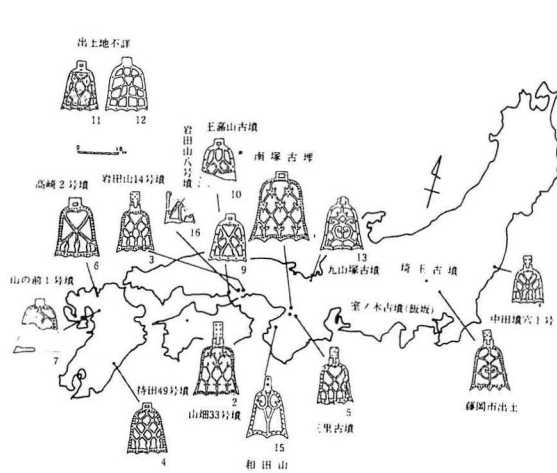 出土地不詳
11
12
王墓山古墳
岩田山八号墳
南塚古墳
高崎2号墳
岩田山14号墳
10
16
3
9
13
6
九山塚古墳
埼玉古墳
山の前1号墳
室ノ木古墳(飯坂)
中田墳穴1号
7
持田49号墳
2
山畑33号墳
5
三里古墳
藤岡市出土
4
15
和田山